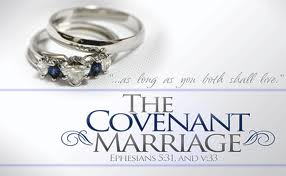 "...as long as you both shall live."
THE
COVENANT
MARRIAGE
EPHESIANS 5:31, AND V:33